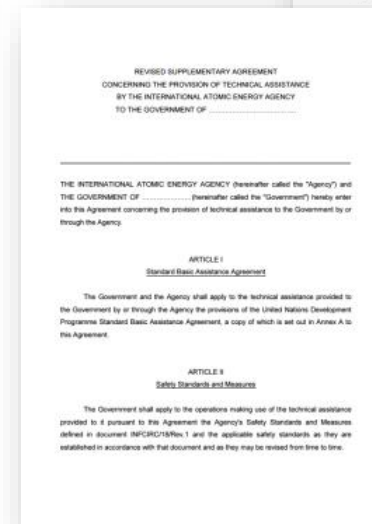 REVISED SUPPLEMENTARY AGREEMENT
CONCERNING THE PROVISION OF TECHNICAL ASSISTANCE
BY THE INTERNATIONAL ATOMIC ENERGY AGENCY
TO THE GOVERNMENT OF ..............................
THE INTERNATIONAL ATOMIC ENERGY AGENCY (hereinafter called the "Agency") and
THE GOVERNMENT OF ................. (hereinafter called the "Government") hereby enter
into this Agreement concerning the provision of technical assistance to the Government by or
through the Agency.
ARTICLE I
Standard Basic Assistance Agreement
The Government and the Agency shall apply to the technical assistance provided to
the Government by or through the Agency the provisions of the United Nations Development
Programme Standard Basic Assistance Agreement, a copy of which is set out in Annex A to
this Agreement.
ARTICLE II
Safety Standards and Measures
The Government shall apply to the operations making use of the technical assistance
provided to it pursuant to this Agreement the Agency's Safety Standards and Measures
defined in document INFCIRC/18/Rev.1 and the applicable safety standards as they are
established in accordance with that document and as they may be revised from time to time.